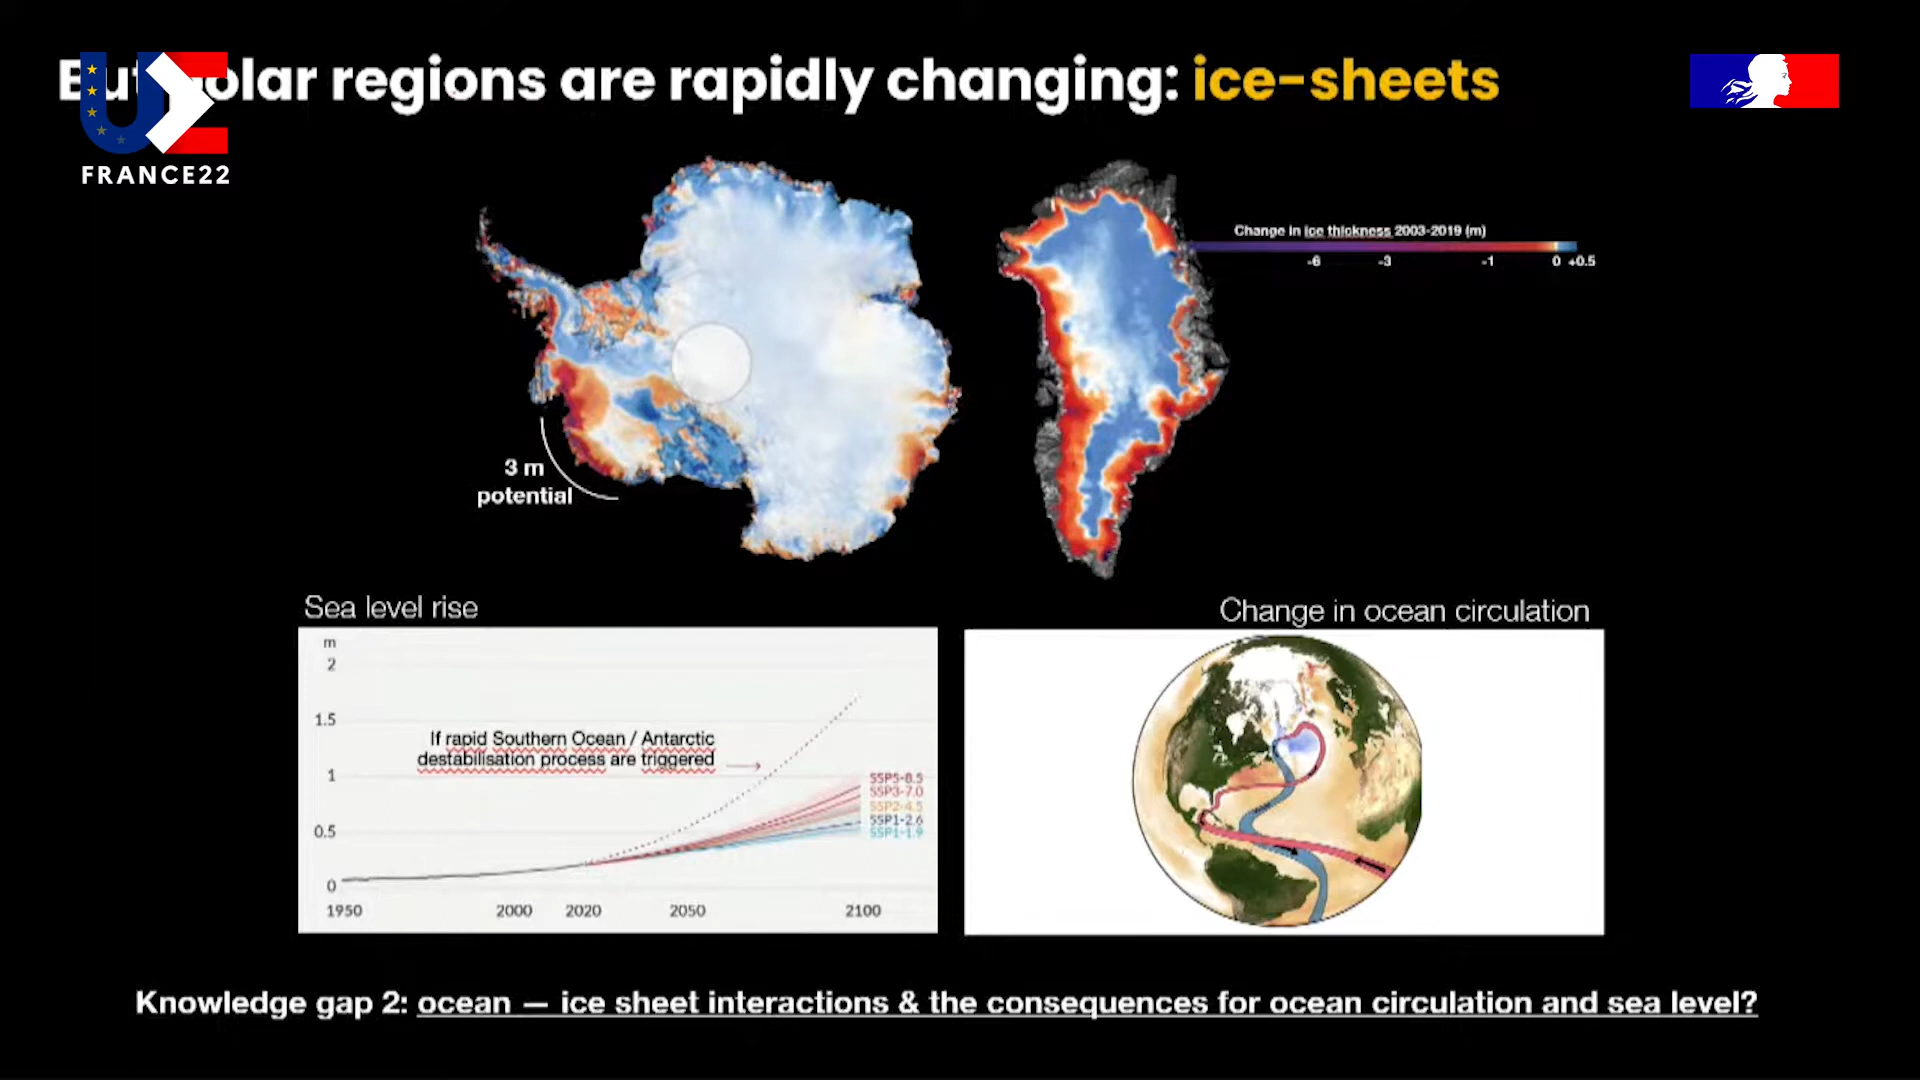 But polar regions are rapidly changing: ice-sheets
FRANCE22
Change in ice thickness 2003-2019 (m)
-6 -3 -1 0 +0.5
3 m
potential
Sea level rise
m
2
1.5
1
0.5
0
If rapid Southern Ocean / Antarctic
destabilisation process are triggered
SSP5-8.5
SSP3-7.0
SSP2-4.5
SSP1-2.6
SSP1-1.9
1950 2000 2020 2050 2100
Change in ocean circulation
Knowledge gap 2: ocean — ice sheet interactions & the consequences for ocean circulation and sea level?